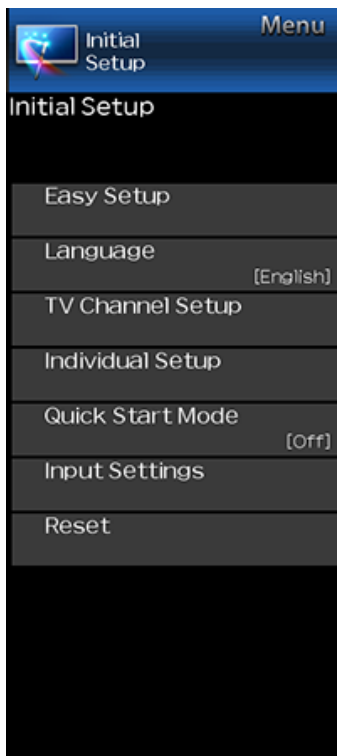 Menu
Initial
Setup
Initial Setup
Easy Setup
Language
[English]
TV Channel Setup
Individual Setup
Quick Start Mode
[Off]
Input Settings
Reset